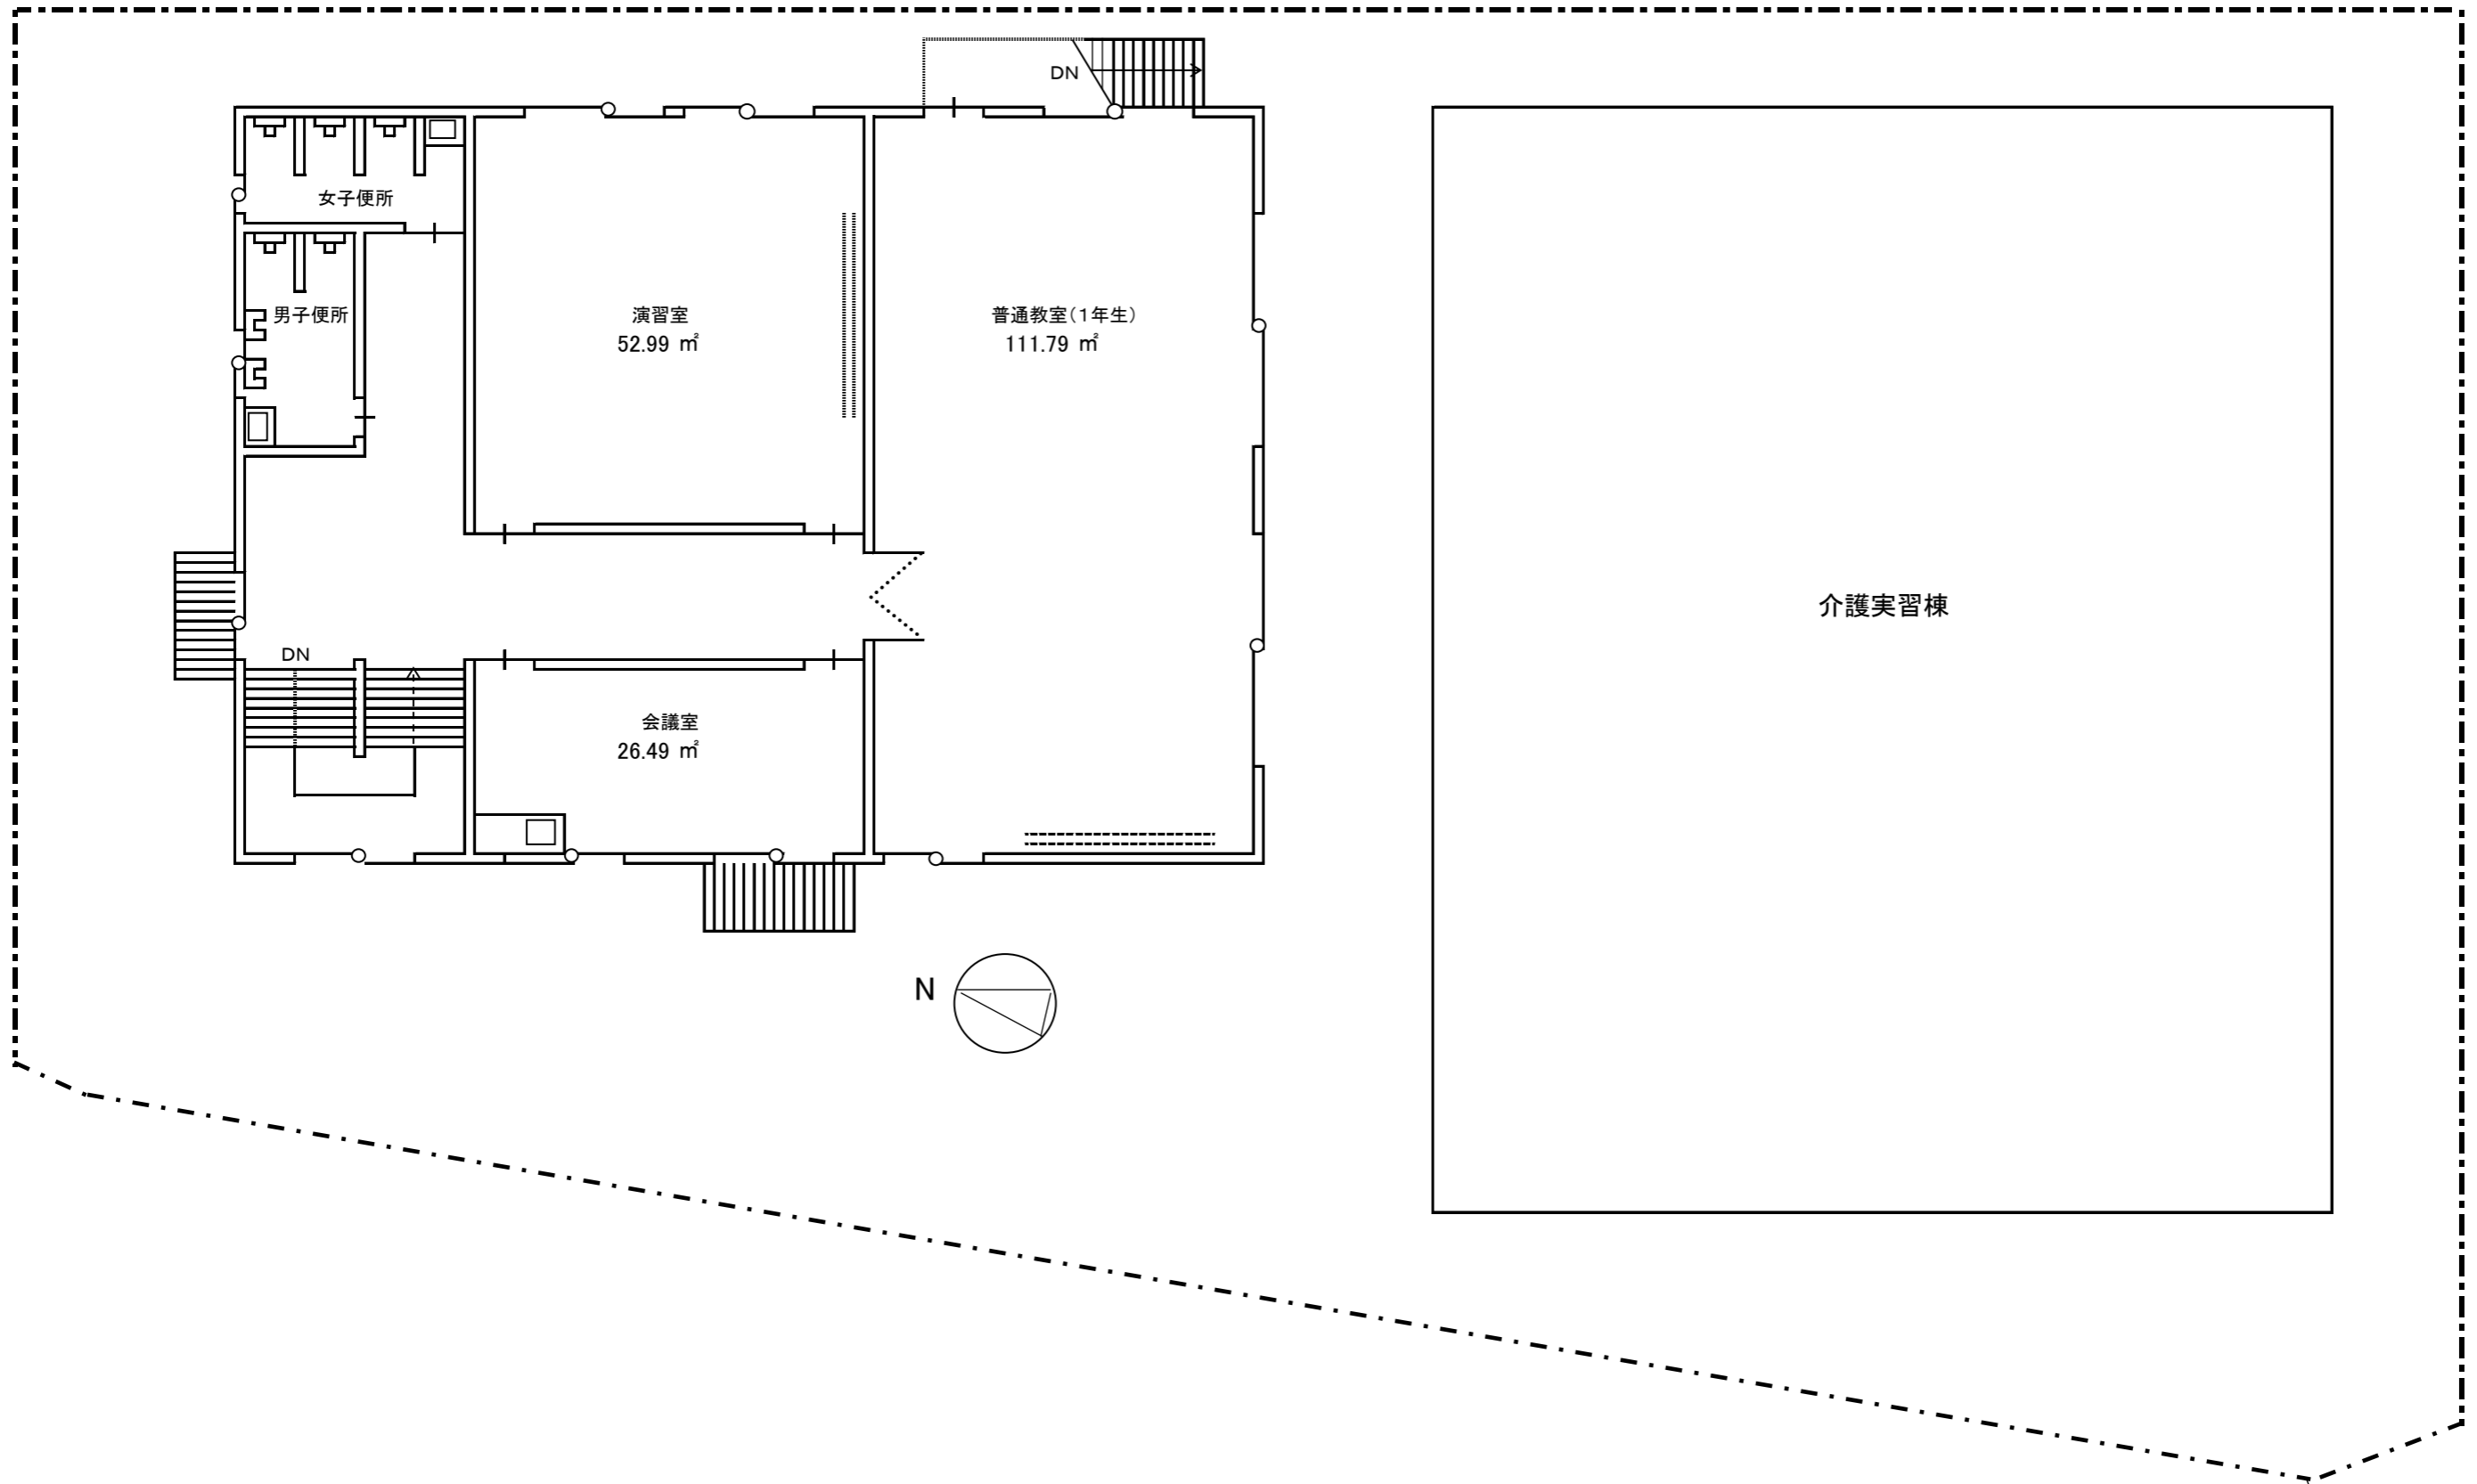 DN
女子便所
男子便所
演習室
52.99 ㎡
普通教室(1年生)
111.79 ㎡
介護実習棟
DN
会議室
26.49 ㎡
N